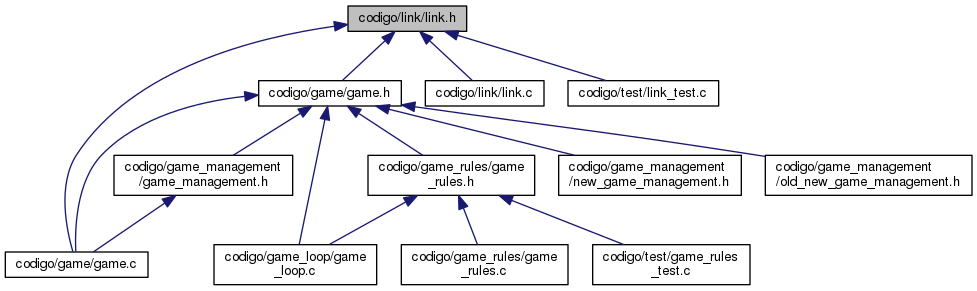 codigo/link/link.h
codigo/game/game.h
codigo/link/link.c
codigo/test/link_test.c
codigo/game_management
/game_management.h
codigo/game_rules/game
_rules.h
codigo/game_management
/new_game_management.h
codigo/game_management
/old_new_game_management.h
codigo/game/game.c
codigo/game_loop/game
_loop.c
codigo/game_rules/game
_rules.c
codigo/test/game_rules
_test.c